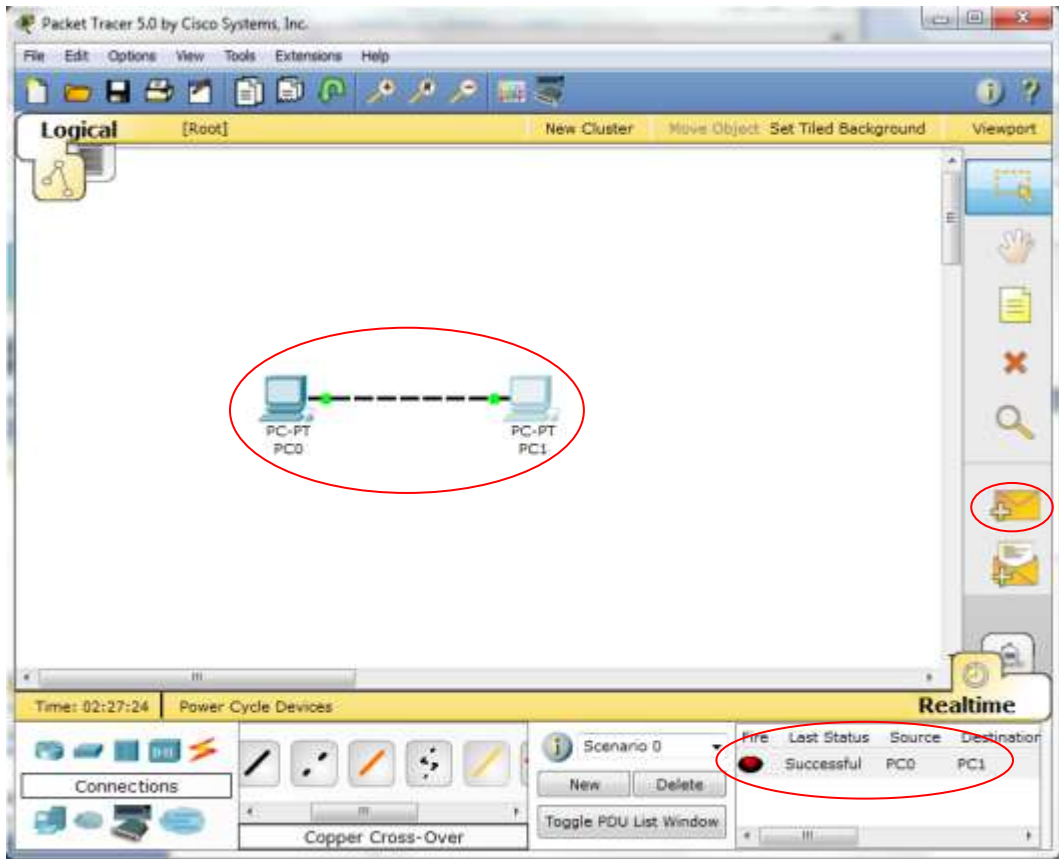 Packet Tracer 5.0 by Cisco Systems, Inc.
File Edit Options View Tools Extensions Help
Logical [Root] New Cluster Move Object Set Tiled Background Viewport
PC-PT
PC0
PC-PT
PC1
Time: 02:27:24 Power Cycle Devices Realtime
Connections
Copper Cross-Over
Scenario 0
New Delete
Toggle PDU List Window
Fire Last Status Source Destination
Successful PC0 PC1